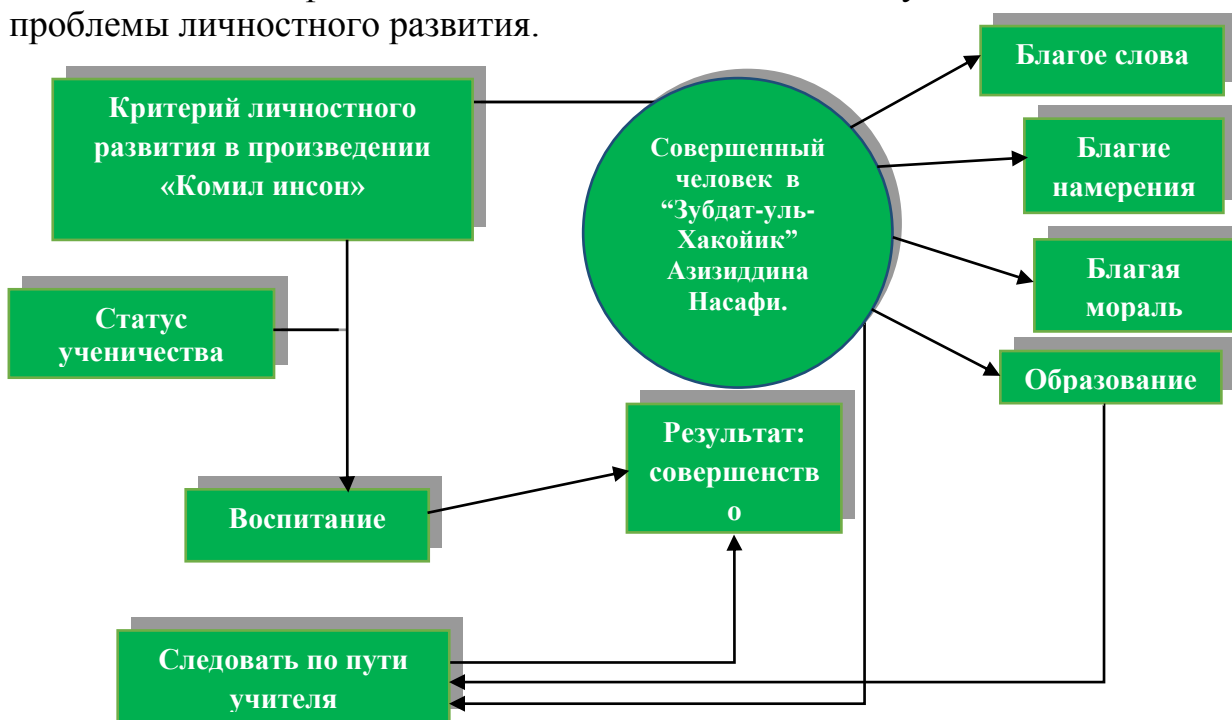 проблемы личностного развития.
Критерий личностного
развития в произведении
«Комил инсон»
Совершенный
человек в
“Зубдат-уль-
Хакойик”
Азизиддина
Насафи.
Благое слова
Благие
намерения
Благая
мораль
Образование
Статус
ученичества
Результат:
совершенств
о
Воспитание
Следовать по пути
учителя